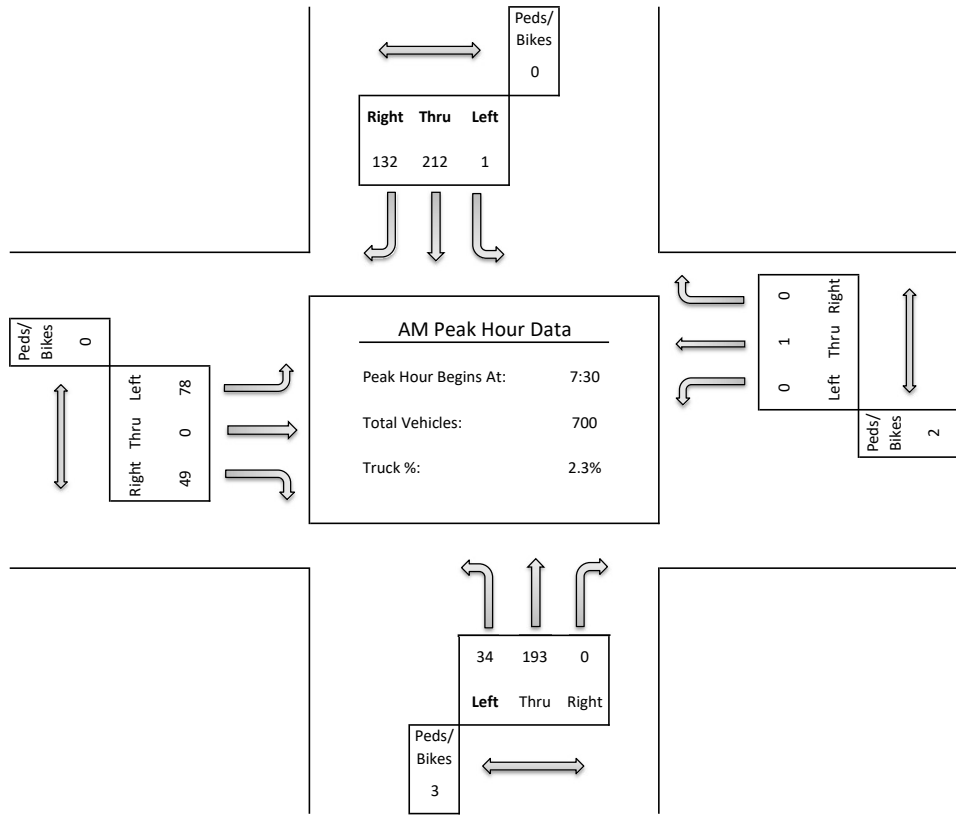 Peds/
Bikes
0
Right Thru Left
132 212 1
Peds/
Bikes
0
Left
78
Thru
0
Right
49
AM Peak Hour Data
Peak Hour Begins At: 7:30
Total Vehicles: 700
Truck %: 2.3%
0
Right
1
Thru
0
Left
Peds/
Bikes
2
34 193 0
Left Thru Right
Peds/
Bikes
3